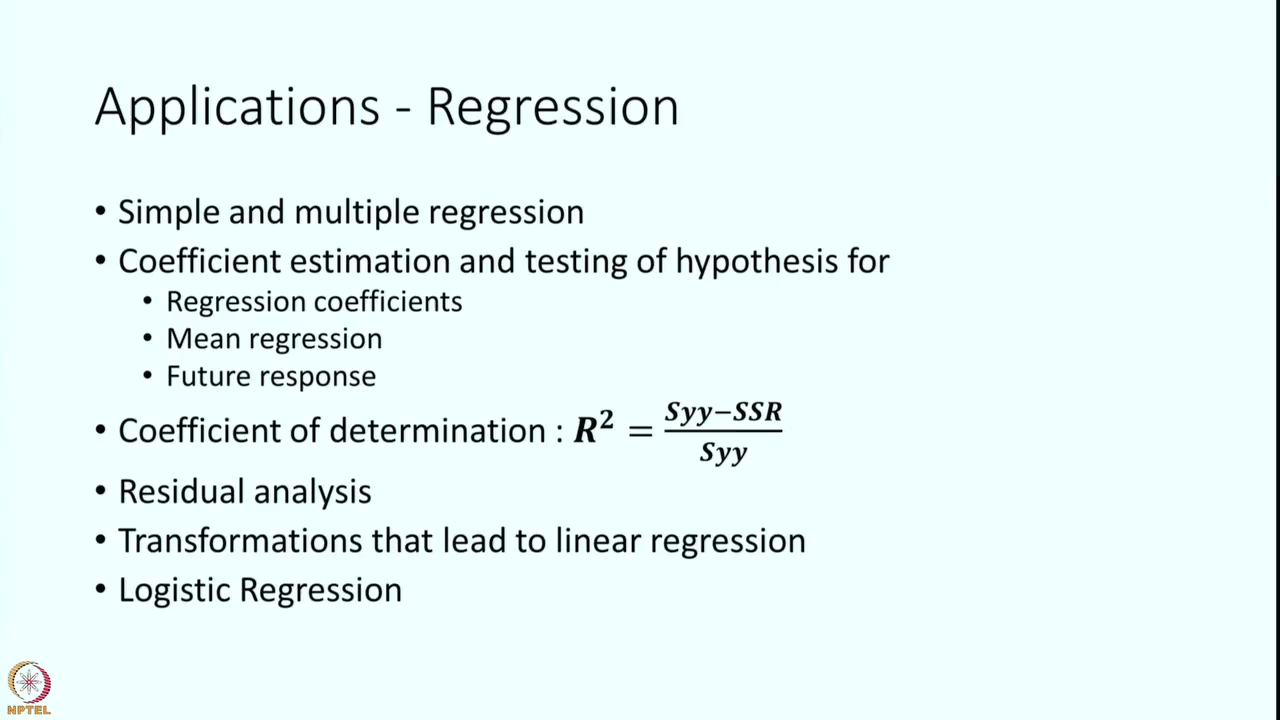 Applications - Regression
• Simple and multiple regression
• Coefficient estimation and testing of hypothesis for
• Regression coefficients
• Mean regression
• Future response
• Coefficient of determination : R² = (Syy−SSR)/Syy
• Residual analysis
• Transformations that lead to linear regression
• Logistic Regression
NPTEL